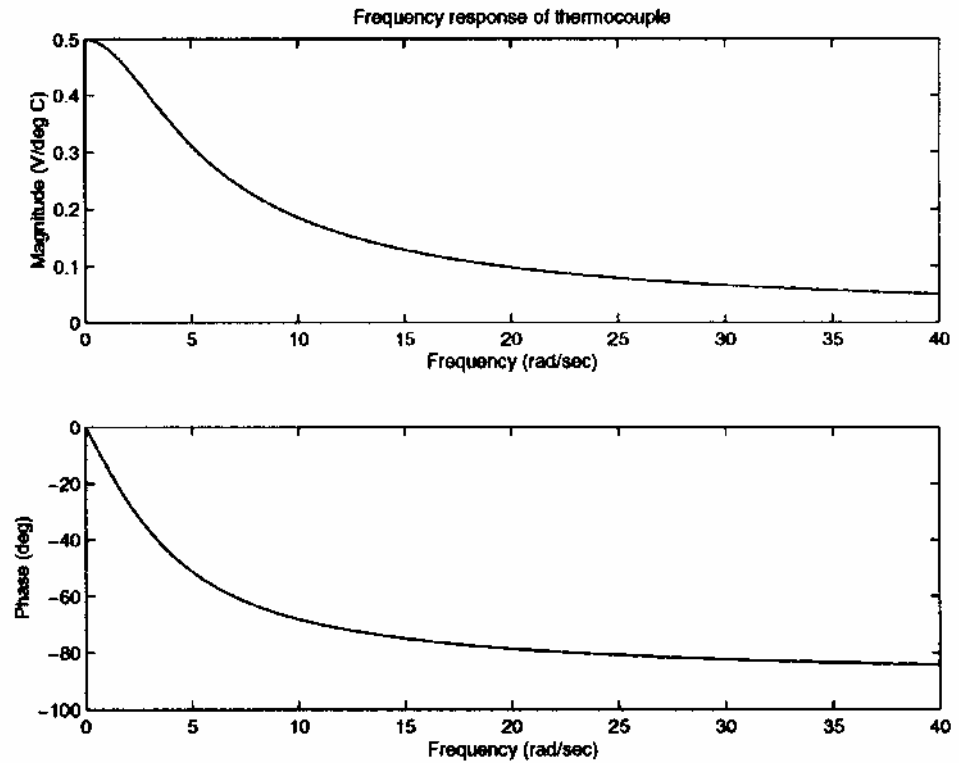 Frequency response of thermocouple
Magnitude (V/deg C)
0.5
0.4
0.3
0.2
0.1
0
0 5 10 15 20 25 30 35 40
Frequency (rad/sec)
Phase (deg)
0
−20
−40
−60
−80
−100
0 5 10 15 20 25 30 35 40
Frequency (rad/sec)